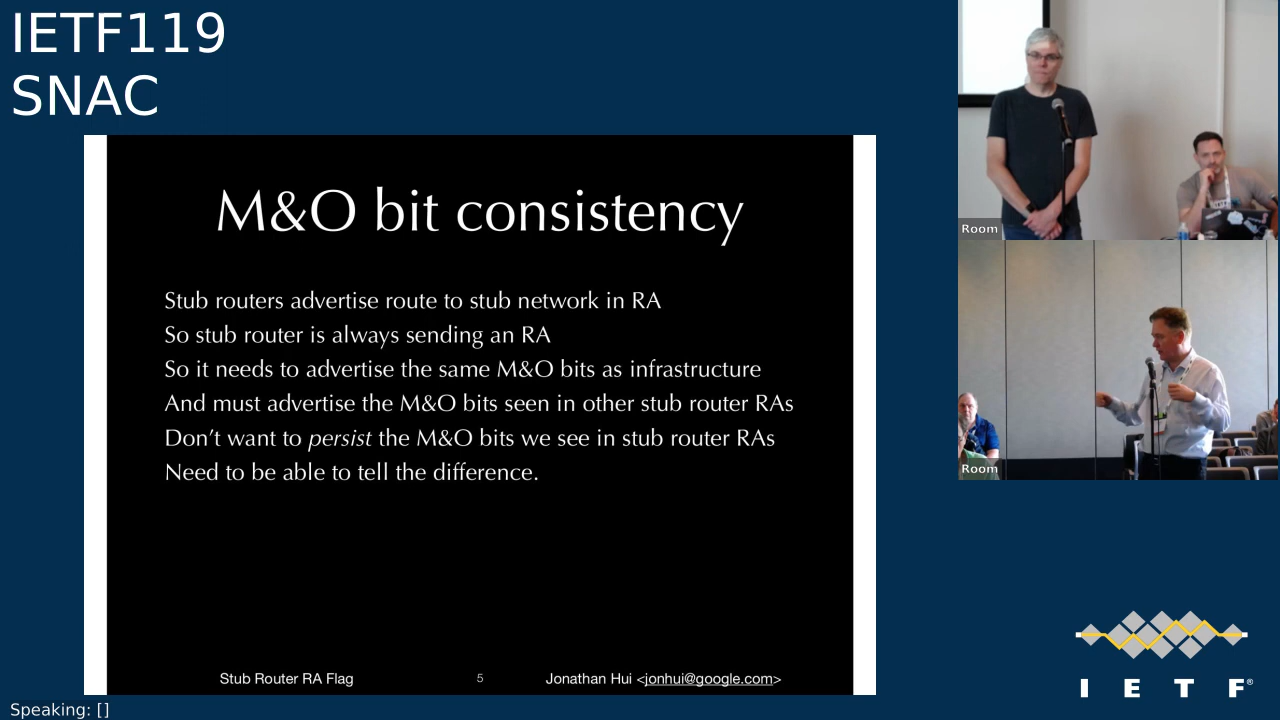 IETF119
SNAC
M&O bit consistency
Stub routers advertise route to stub network in RA
So stub router is always sending an RA
So it needs to advertise the same M&O bits as infrastructure
And must advertise the M&O bits seen in other stub router RAs
Don’t want to persist the M&O bits we see in stub router RAs
Need to be able to tell the difference.
Stub Router RA Flag
5
Jonathan Hui <jonhui@google.com>
Room
Room
I E T F®
Speaking: []